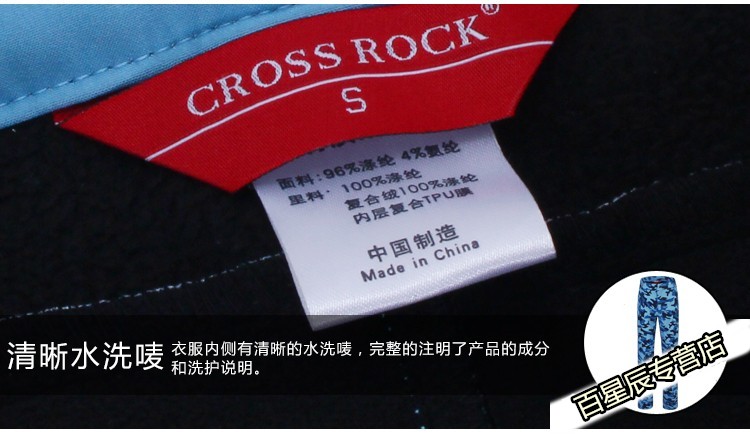 CROSS ROCK®
S
面料:96%涤纶 4%氨纶
里料:100%涤纶
复合绒100%涤纶
内层复合TPU膜
中国制造
Made in China
清晰水洗唛
衣服内侧有清晰的水洗唛，完整的注明了产品的成分
和洗护说明。
百星辰专营店